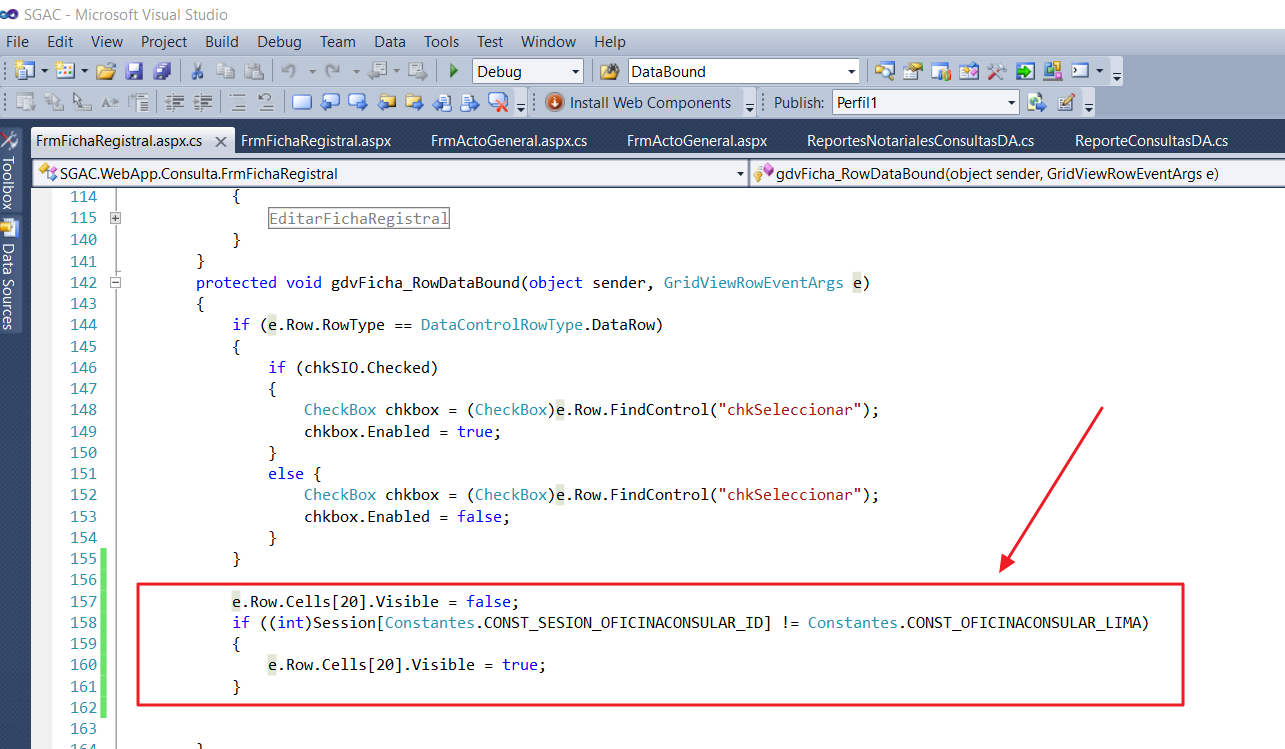 SGAC - Microsoft Visual Studio
File Edit View Project Build Debug Team Data Tools Test Window Help
Debug DataBound
Install Web Components Publish: Perfil1
Toolbox
Data Sources
FrmFichaRegistral.aspx.cs FrmFichaRegistral.aspx FrmActoGeneral.aspx.cs FrmActoGeneral.aspx ReportesNotarialesConsultasDA.cs ReporteConsultasDA.cs
SGAC.WebApp.Consulta.FrmFichaRegistral gdvFicha_RowDataBound(object sender, GridViewRowEventArgs e)
114 {
115 EditarFichaRegistral
140 }
141 }
142 protected void gdvFicha_RowDataBound(object sender, GridViewRowEventArgs e)
143 {
144 if (e.Row.RowType == DataControlRowType.DataRow)
145 {
146 if (chkSIO.Checked)
147 {
148 CheckBox chkbox = (CheckBox)e.Row.FindControl("chkSeleccionar");
149 chkbox.Enabled = true;
150 }
151 else {
152 CheckBox chkbox = (CheckBox)e.Row.FindControl("chkSeleccionar");
153 chkbox.Enabled = false;
154 }
155 }
156
157 e.Row.Cells[20].Visible = false;
158 if ((int)Session[Constantes.CONST_SESION_OFICINACONSULAR_ID] != Constantes.CONST_OFICINACONSULAR_LIMA)
159 {
160 e.Row.Cells[20].Visible = true;
161 }
162
163
164 }